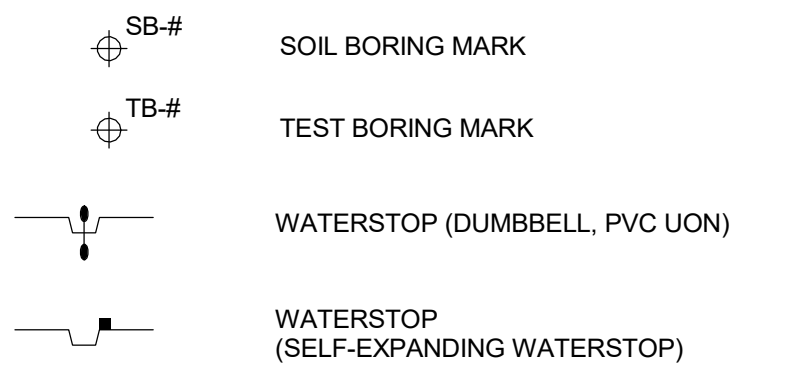 SB-#
SOIL BORING MARK
TB-#
TEST BORING MARK
WATERSTOP (DUMBBELL, PVC UON)
WATERSTOP
(SELF-EXPANDING WATERSTOP)